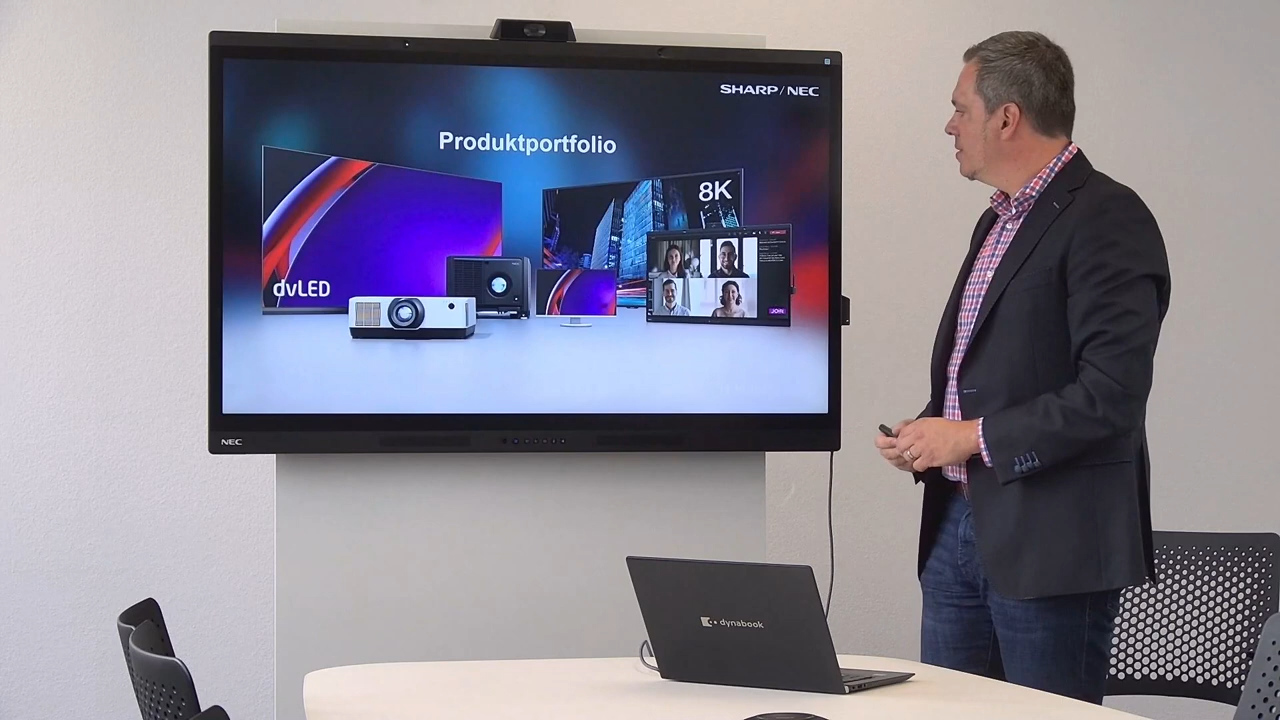 SHARP/NEC
Produktportfolio
8K
dvLED
JOIN
NEC
dynabook